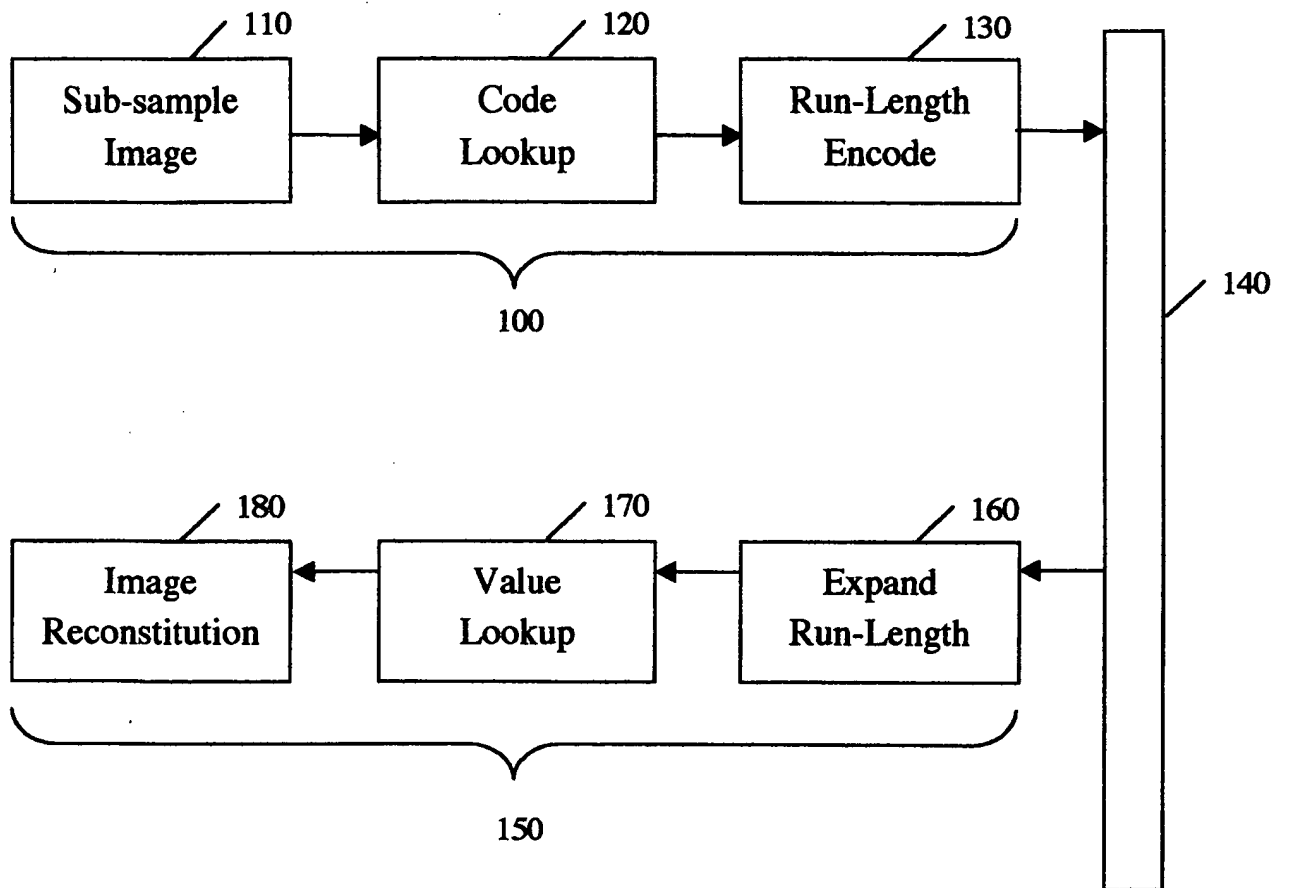 110
120
130
Sub-sample
Image
Code
Lookup
Run-Length
Encode
140
100
180
170
160
Image
Reconstitution
Value
Lookup
Expand
Run-Length
150